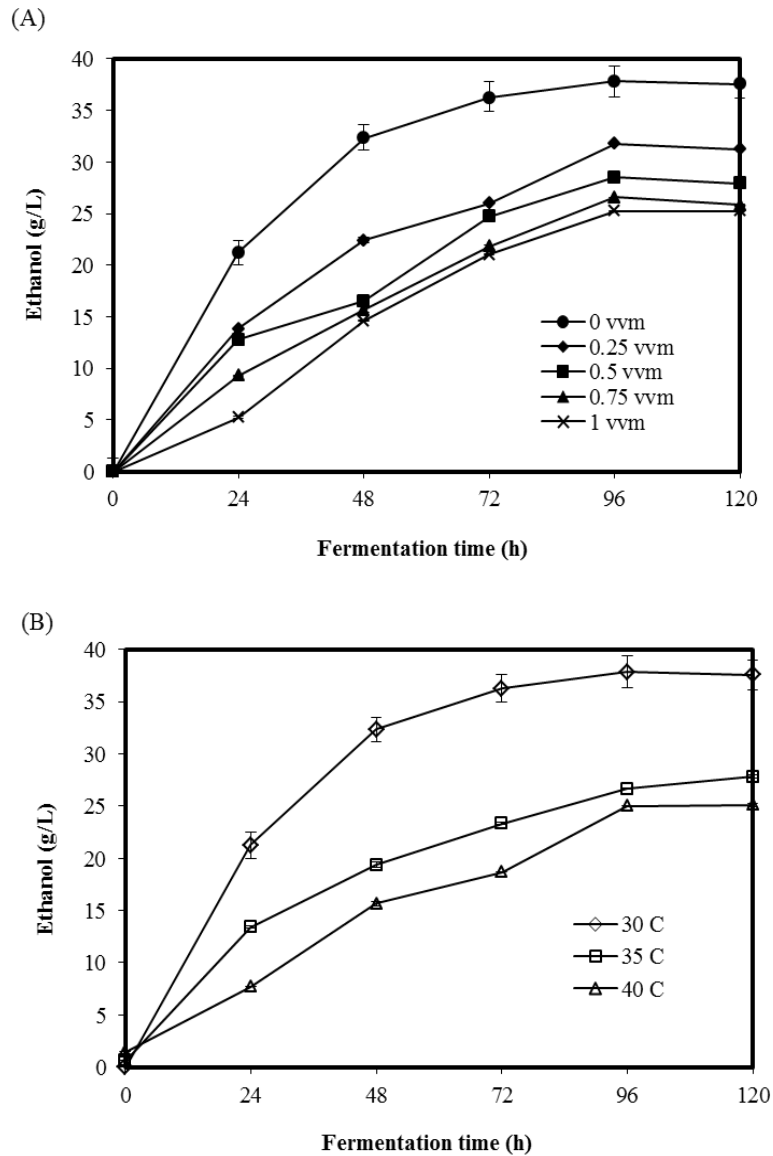 (A)
40
35
30
25
20
15
10
5
0
Ethanol (g/L)
0 vvm
0.25 vvm
0.5 vvm
0.75 vvm
1 vvm
0 24 48 72 96 120
Fermentation time (h)
(B)
40
35
30
25
20
15
10
5
0
Ethanol (g/L)
30 C
35 C
40 C
0 24 48 72 96 120
Fermentation time (h)